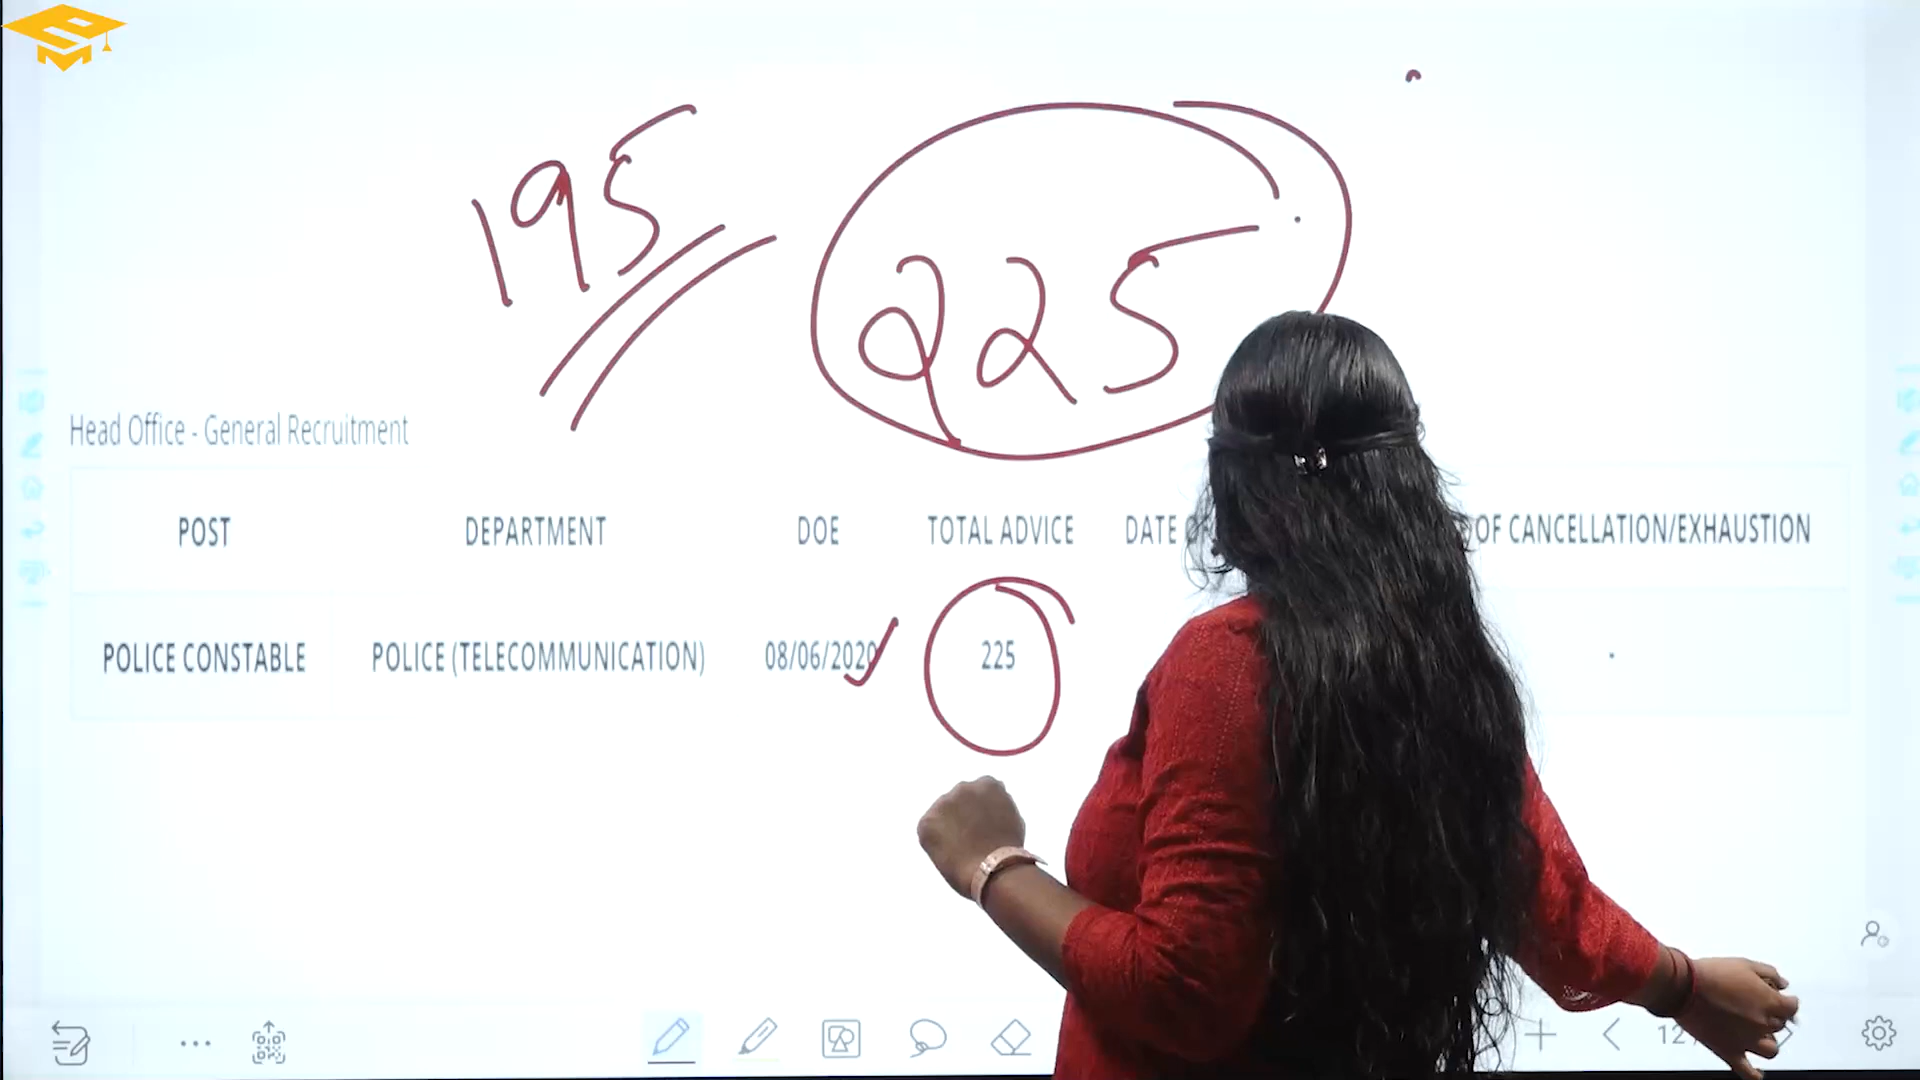 195
225
Head Office - General Recruitment
POST DEPARTMENT DOE TOTAL ADVICE DATE OF CANCELLATION/EXHAUSTION
POLICE CONSTABLE POLICE (TELECOMMUNICATION) 08/06/2020 225
12